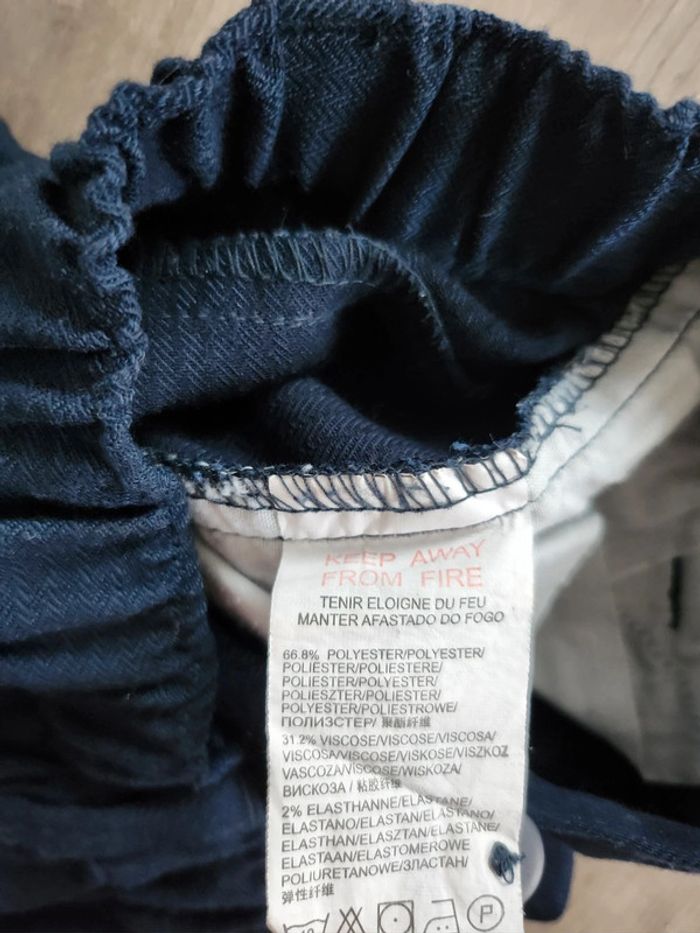 KEEP AWAY
FROM FIRE
TENIR ELOIGNE DU FEU
MANTER AFASTADO DO FOGO
66.8% POLYESTER/POLYESTER/
POLIÉSTER/POLIESTERE/
POLIÉSTER/POLYESTER/
POLIESZTER/POLIESTER/
POLYESTER/POLIESTROWE/
ПОЛИЭСТЕР/ 聚酯纤维
31.2% VISCOSE/VISCOSE/VISCOSA/
VISCOSA/VISCOSE/VISKOSE/VISZKOZ
VASCOZA/VISCOSE/WISKOZA/
ВИСКОЗА / 粘胶纤维
2% ELASTHANNE/ELASTANE/
ELASTANO/ELASTAN/ELASTANO/
ELASTHAN/ELASZTAN/ELASTANE/
ELASTAAN/ELASTOMEROWE
POLIURETANOWE/ЭЛАСТАН/
弹性纤维
P